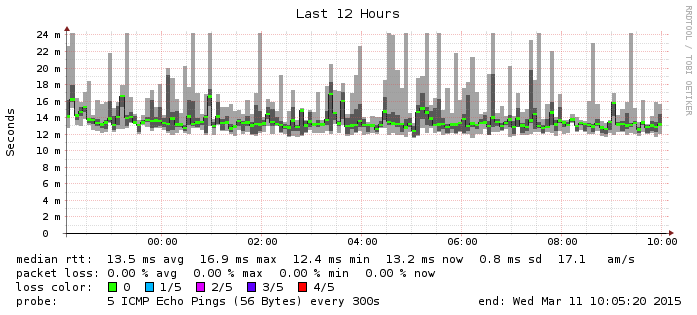 Last 12 Hours
RRDTOOL / TOBI OETIKER
Seconds
24 m
22 m
20 m
18 m
16 m
14 m
12 m
10 m
8 m
6 m
4 m
2 m
0
00:00 02:00 04:00 06:00 08:00 10:00
median rtt: 13.5 ms avg 16.9 ms max 12.4 ms min 13.2 ms now 0.8 ms sd 17.1 am/s
packet loss: 0.00 % avg 0.00 % max 0.00 % min 0.00 % now
loss color: 0 1/5 2/5 3/5 4/5
probe: 5 ICMP Echo Pings (56 Bytes) every 300s end: Wed Mar 11 10:05:20 2015